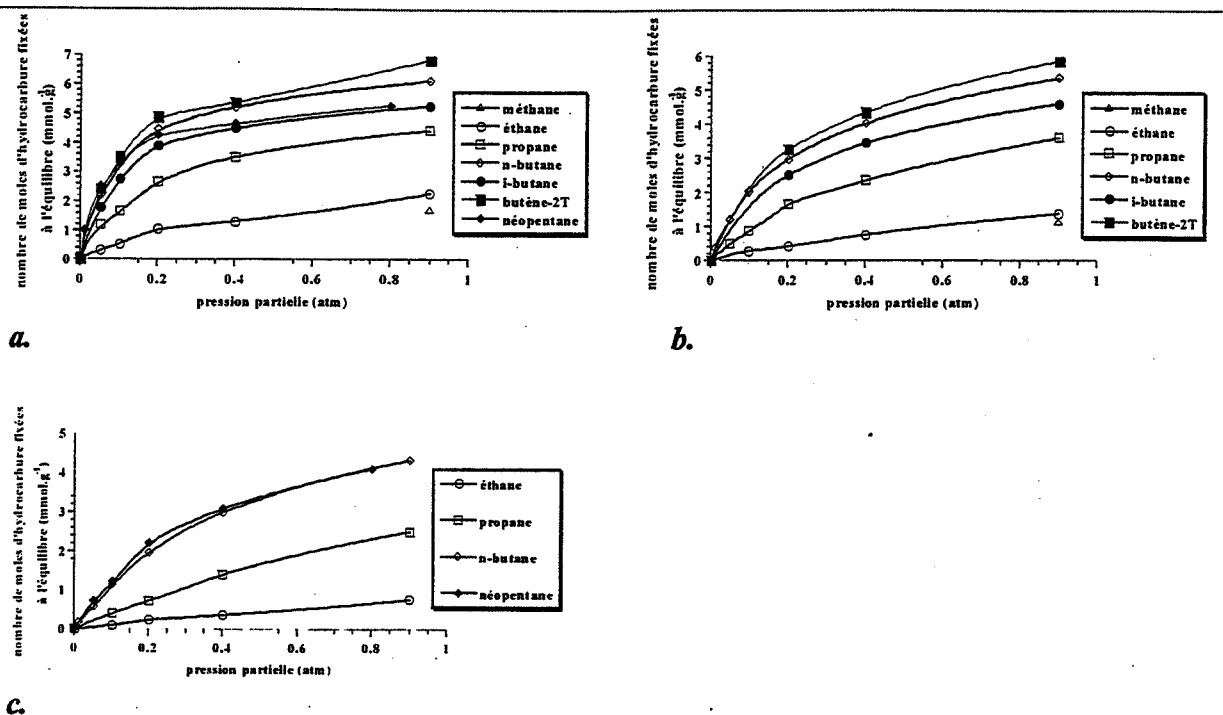 nombre de moles d'hydrocarbure fixées
à l'équilibre (mmol.g⁻¹)
7
6
5
4
3
2
1
0
0
0.2
0.4
0.6
0.8
1
pression partielle (atm)
méthane
éthane
propane
n-butane
i-butane
butène-2T
néopentane
a.
nombre de moles d'hydrocarbure fixées
à l'équilibre (mmol.g⁻¹)
6
5
4
3
2
1
0
0
0.2
0.4
0.6
0.8
1
pression partielle (atm)
méthane
éthane
propane
n-butane
i-butane
butène-2T
b.
nombre de moles d'hydrocarbure fixées
à l'équilibre (mmol.g⁻¹)
5
4
3
2
1
0
0
0.2
0.4
0.6
0.8
1
pression partielle (atm)
éthane
propane
n-butane
néopentane
c.